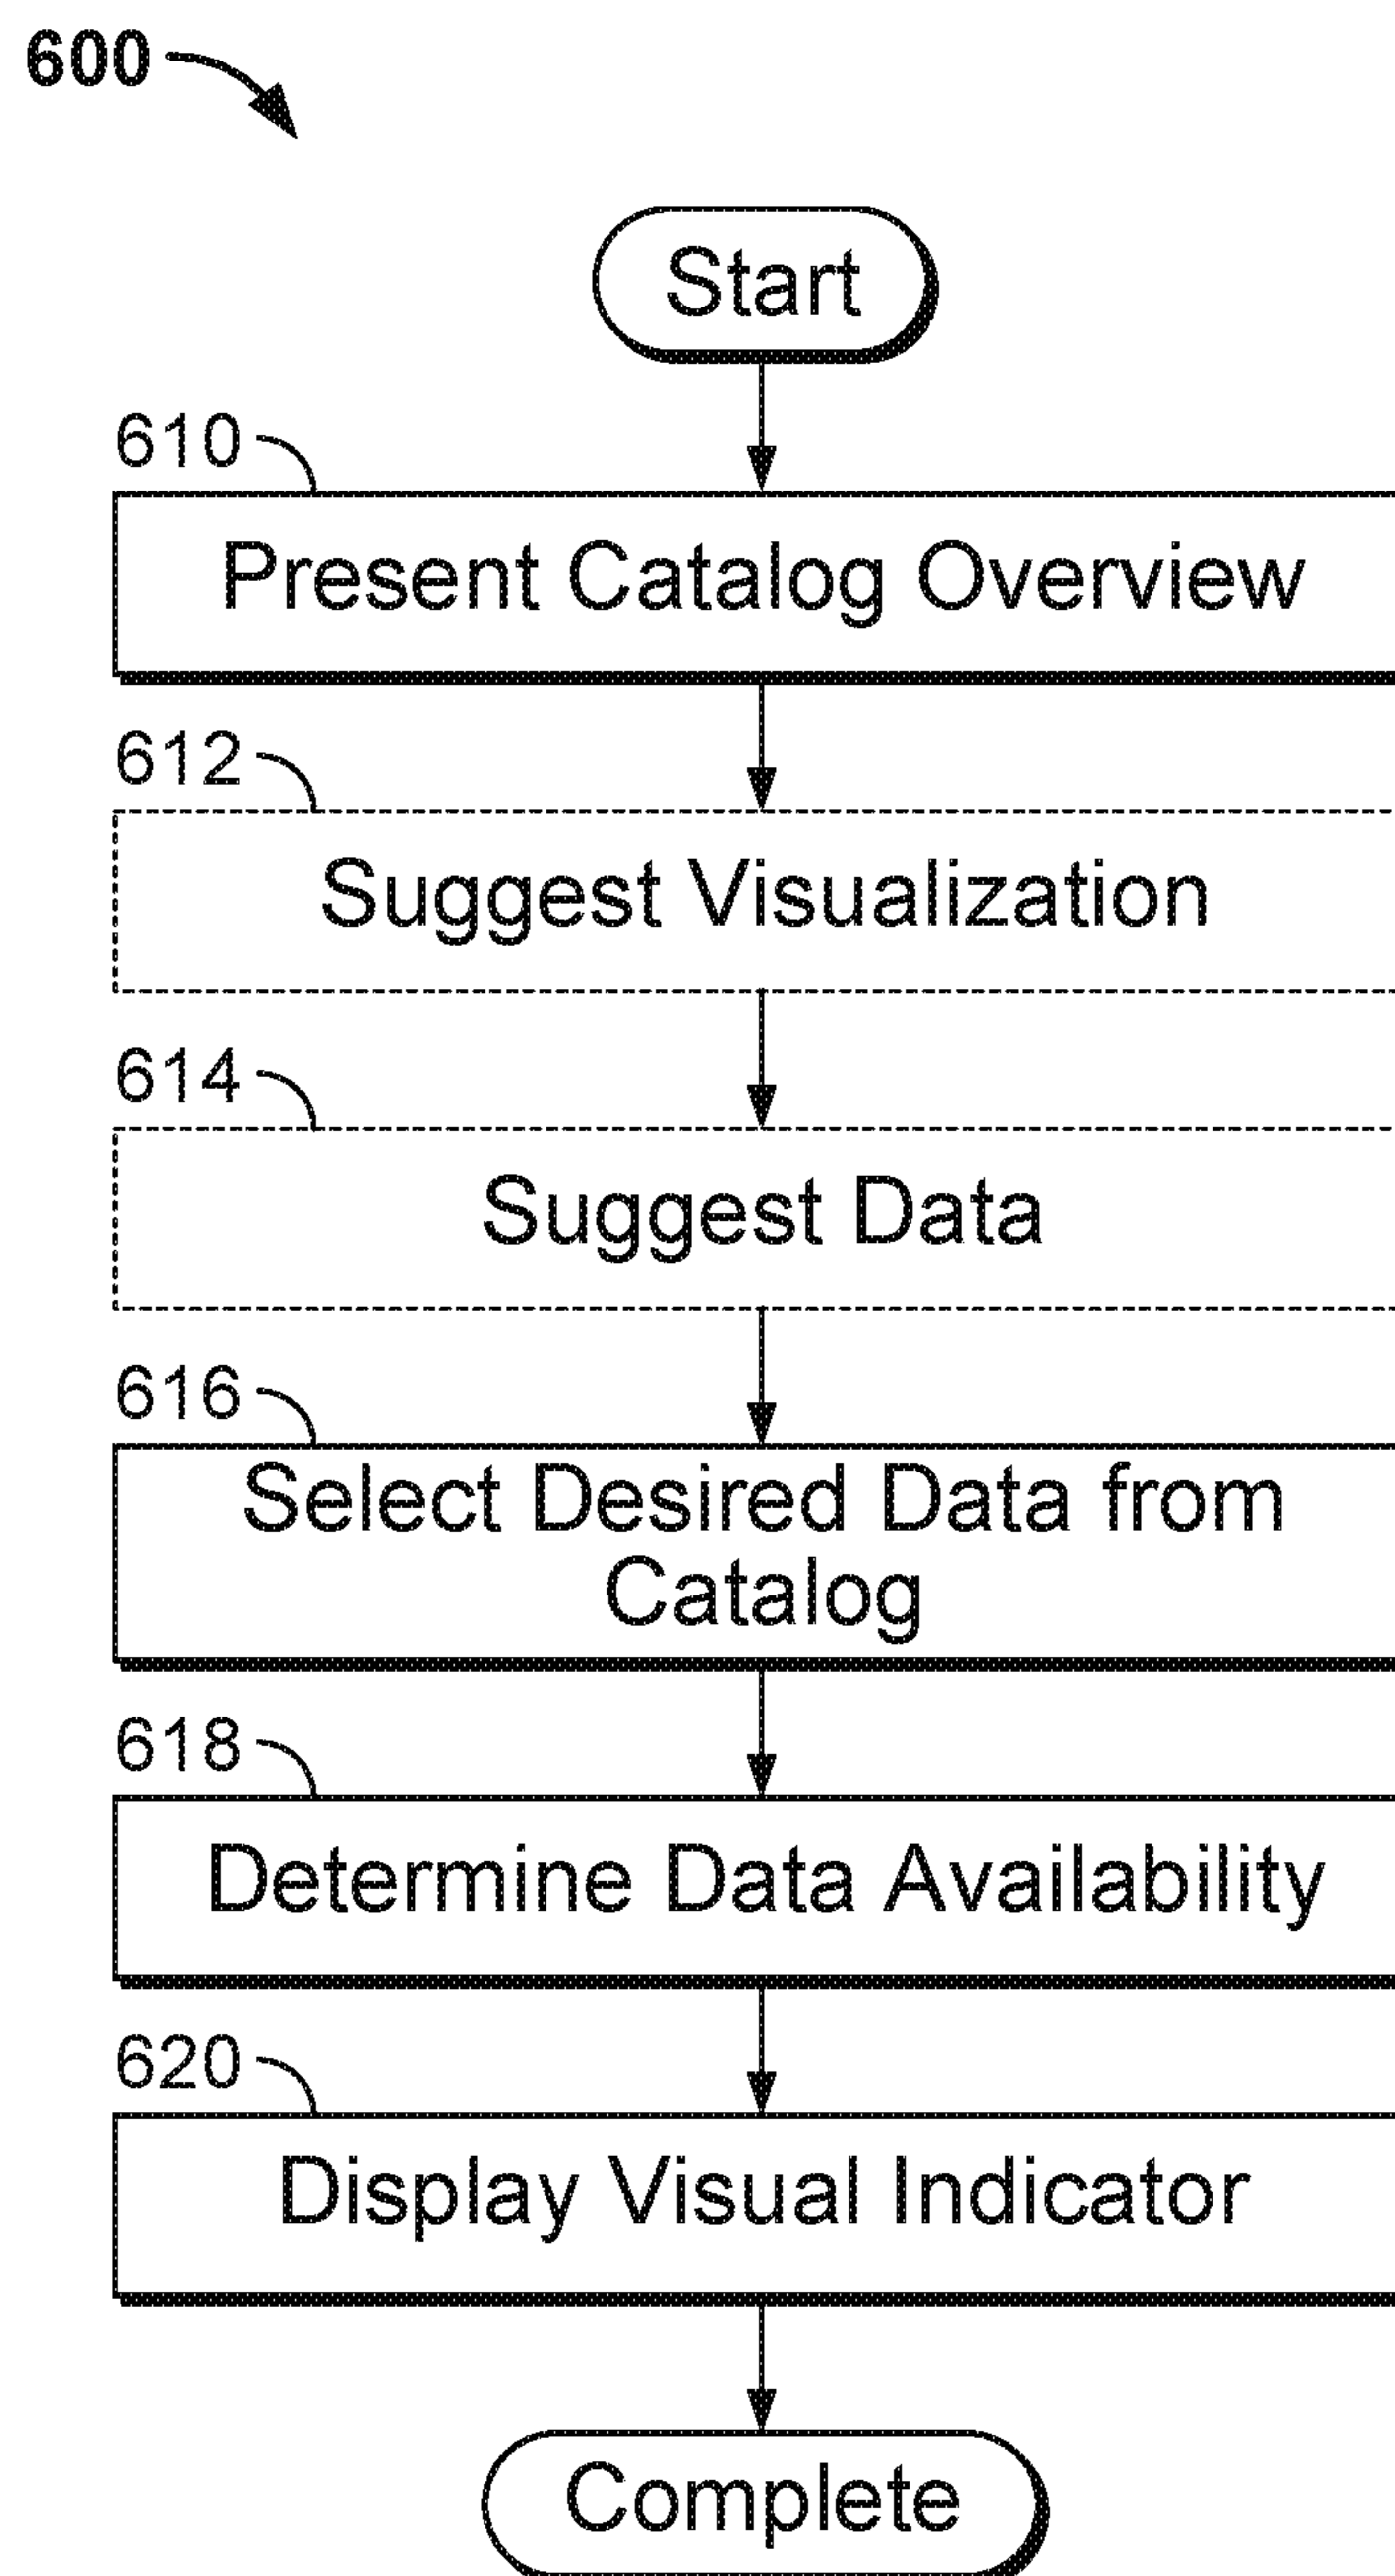 600
Start
610
Present Catalog Overview
612
Suggest Visualization
614
Suggest Data
616
Select Desired Data from
Catalog
618
Determine Data Availability
620
Display Visual Indicator
Complete